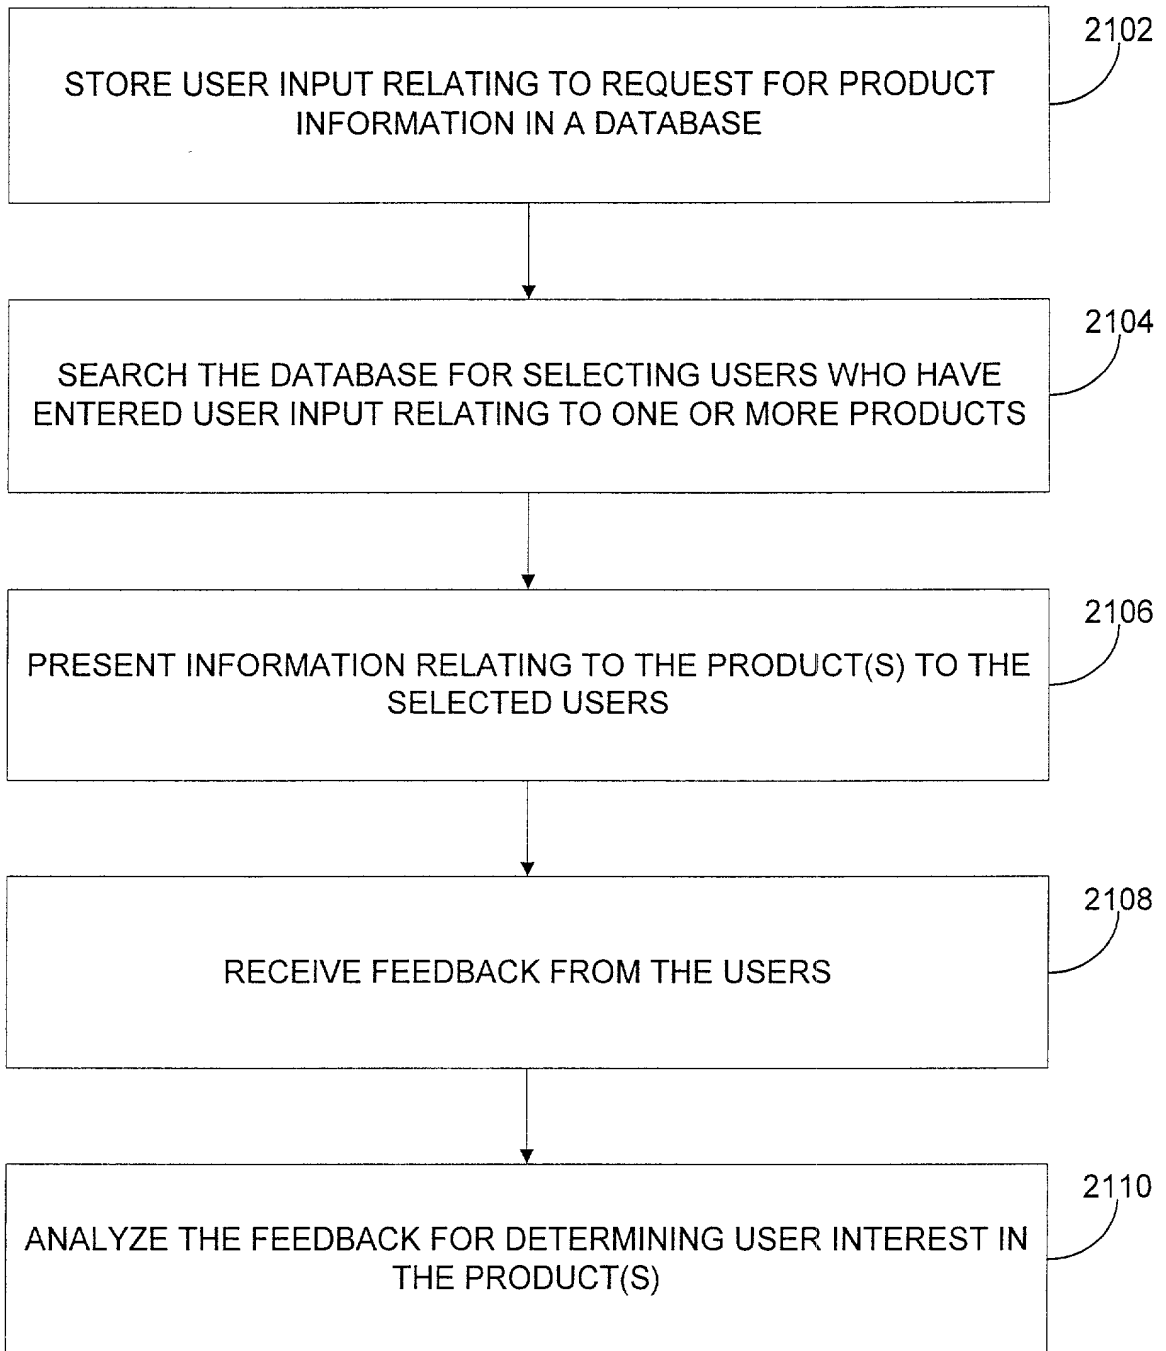 2102
STORE USER INPUT RELATING TO REQUEST FOR PRODUCT
INFORMATION IN A DATABASE
2104
SEARCH THE DATABASE FOR SELECTING USERS WHO HAVE
ENTERED USER INPUT RELATING TO ONE OR MORE PRODUCTS
2106
PRESENT INFORMATION RELATING TO THE PRODUCT(S) TO THE
SELECTED USERS
2108
RECEIVE FEEDBACK FROM THE USERS
2110
ANALYZE THE FEEDBACK FOR DETERMINING USER INTEREST IN
THE PRODUCT(S)